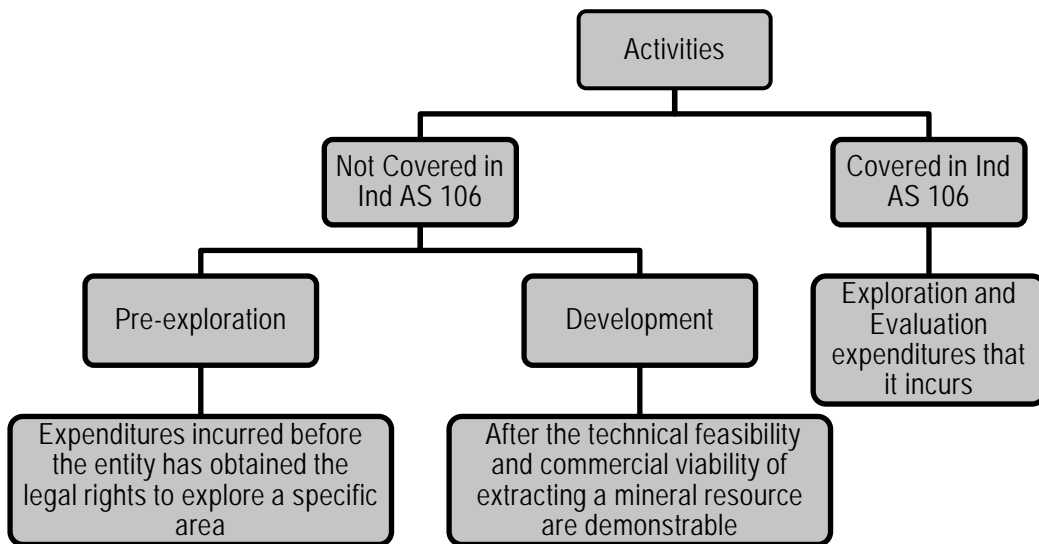 Activities
Not Covered in
Ind AS 106
Covered in Ind
AS 106
Pre-exploration
Development
Exploration and
Evaluation
expenditures that
it incurs
Expenditures incurred before
the entity has obtained the
legal rights to explore a specific
area
After the technical feasibility
and commercial viability of
extracting a mineral resource
are demonstrable